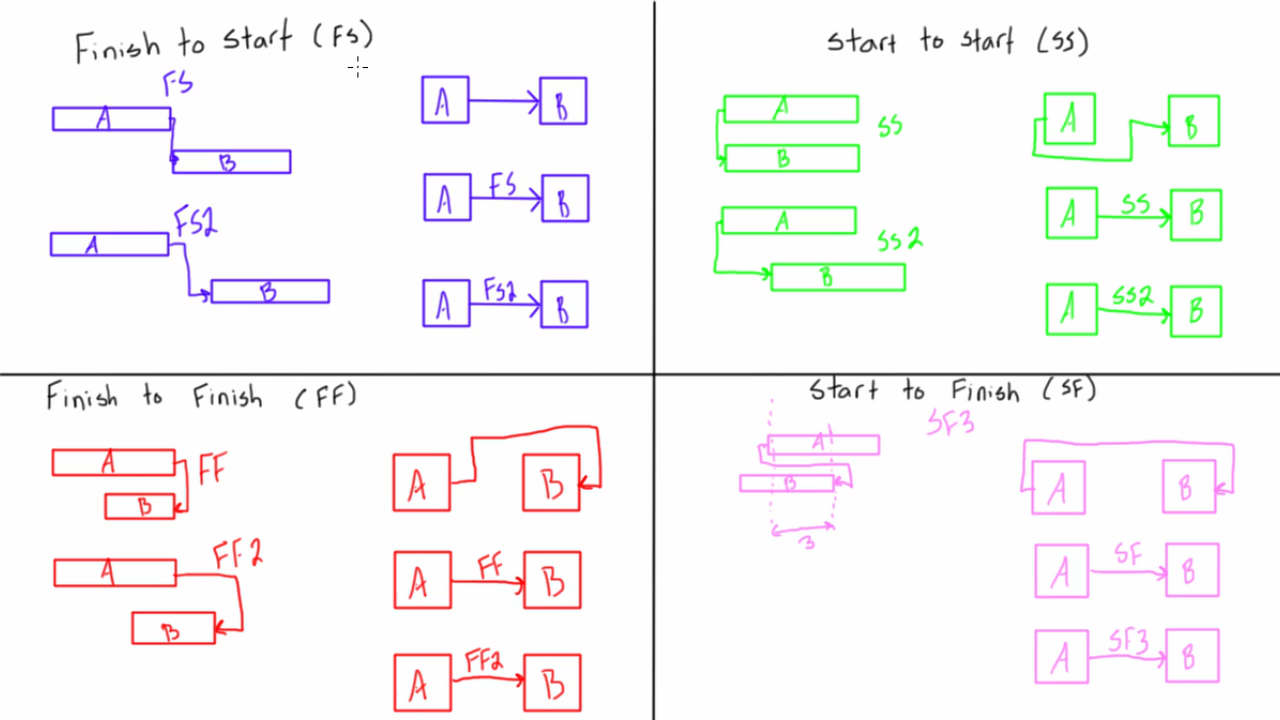 Finish to Start (FS)
FS
A
B
FS2
A
B
A B
A FS B
A FS2 B
Start to Start (SS)
A
SS
B
A
SS2
B
A B
A SS B
A SS2 B
Finish to Finish (FF)
A
FF
B
A
FF2
B
A B
A FF B
A FF2 B
Start to Finish (SF)
SF3
A
B
3
A B
A SF B
A SF3 B